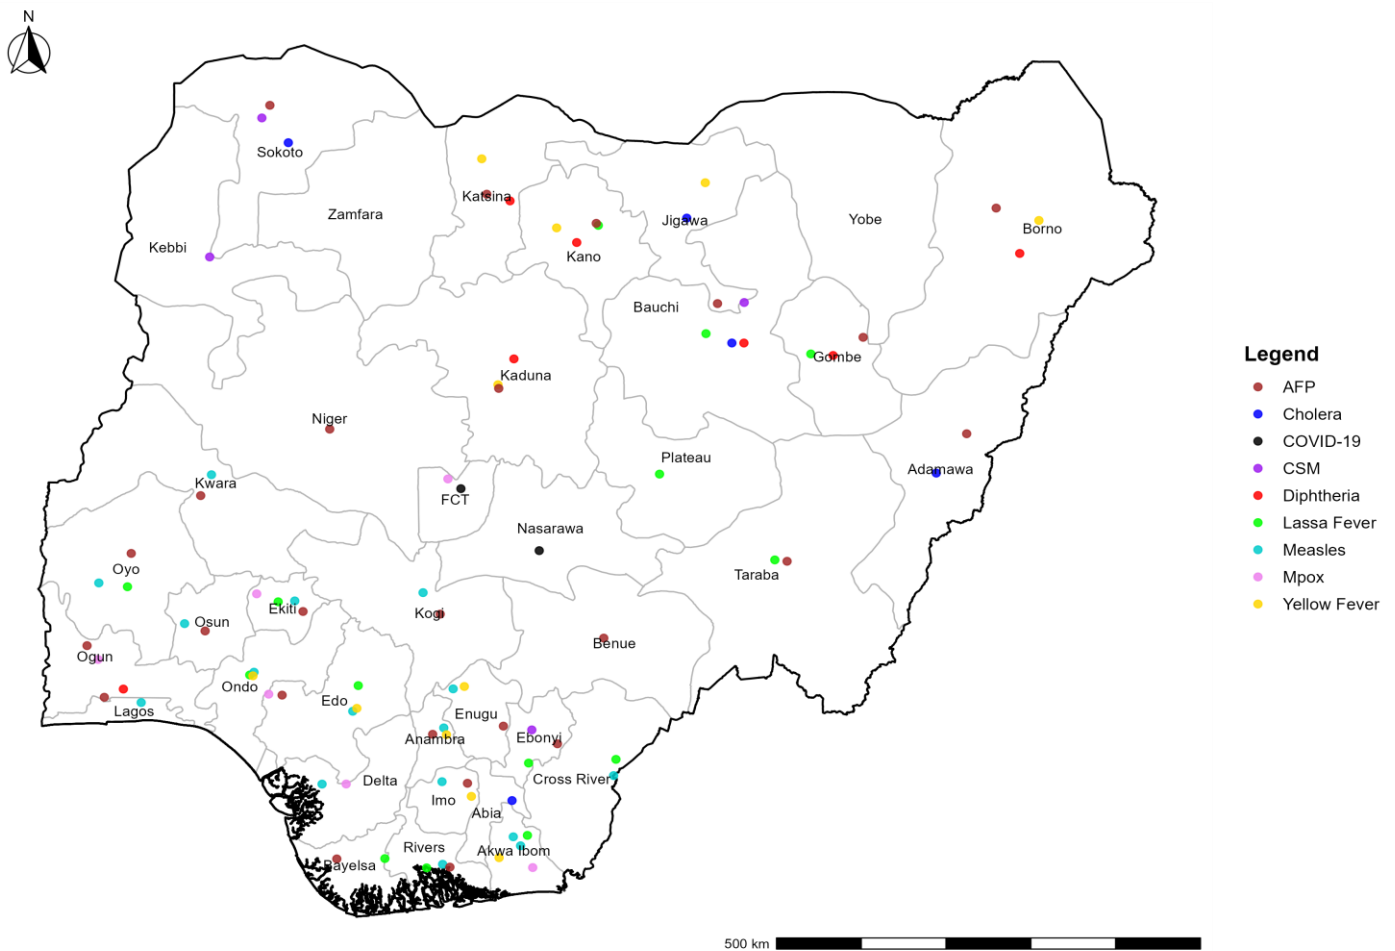 N
Sokoto
Zamfara
Katsina
Kebbi
Kano
Jigawa
Yobe
Borno
Bauchi
Gombe
Kaduna
Niger
Plateau
Adamawa
Kwara
FCT
Nasarawa
Oyo
Taraba
Osun
Ekiti
Kogi
Benue
Ogun
Ondo
Edo
Lagos
Enugu
Anambra
Ebonyi
Delta
Cross River
Imo
Abia
Rivers
Akwa Ibom
Bayelsa
Legend
AFP
Cholera
COVID-19
CSM
Diphtheria
Lassa Fever
Measles
Mpox
Yellow Fever
500 km